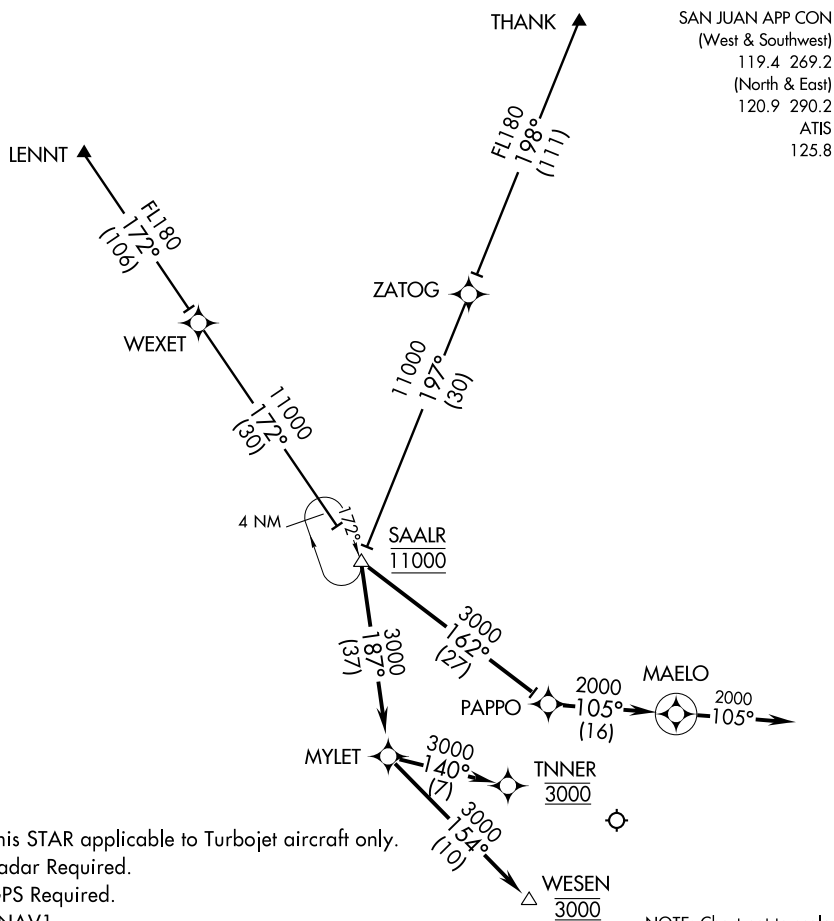 THANK
SAN JUAN APP CON
(West & Southwest)
119.4 269.2
(North & East)
120.9 290.2
ATIS
125.8
LENNT
FL180
198°
(111)
FL180
172°
(106)
ZATOG
WEXET
11000
197°
(30)
11000
172°
(30)
4 NM
172°
SAALR
11000
3000
187°
(37)
3000
162°
(27)
MAELO
PAPPO
2000
105°
(16)
2000
105°
MYLET
3000
140°
(7)
TNNER
3000
3000
154°
(10)
his STAR applicable to Turbojet aircraft only.
adar Required.
PS Required.
WESEN
3000